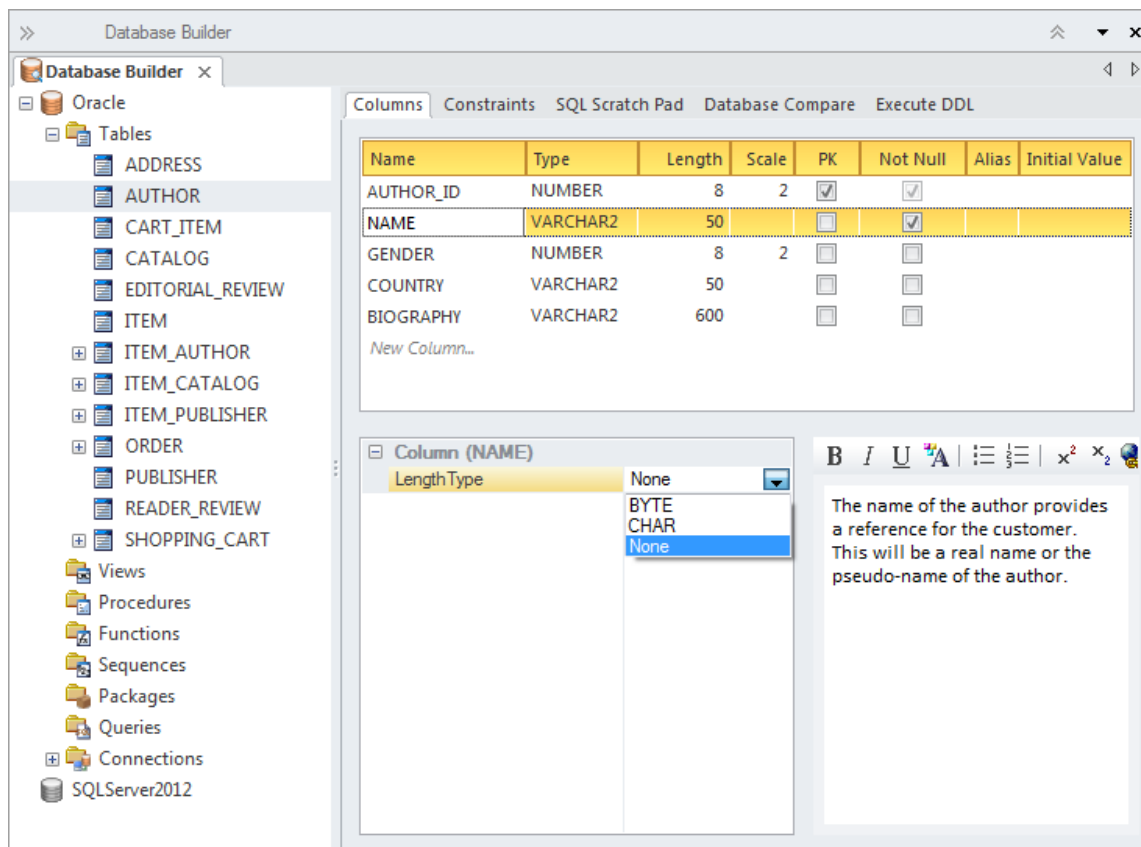 Database Builder
Database Builder
Oracle
Tables
ADDRESS
AUTHOR
CART_ITEM
CATALOG
EDITORIAL_REVIEW
ITEM
ITEM_AUTHOR
ITEM_CATALOG
ITEM_PUBLISHER
ORDER
PUBLISHER
READER_REVIEW
SHOPPING_CART
Views
Procedures
Functions
Sequences
Packages
Queries
Connections
SQLServer2012
Columns Constraints SQL Scratch Pad Database Compare Execute DDL
Name Type Length Scale PK Not Null Alias Initial Value
AUTHOR_ID NUMBER 8 2
NAME VARCHAR2 50
GENDER NUMBER 8 2
COUNTRY VARCHAR2 50
BIOGRAPHY VARCHAR2 600
New Column...
Column (NAME)
LengthType None
BYTE
CHAR
None
B I U A x² x₂
The name of the author provides
a reference for the customer.
This will be a real name or the
pseudo-name of the author.